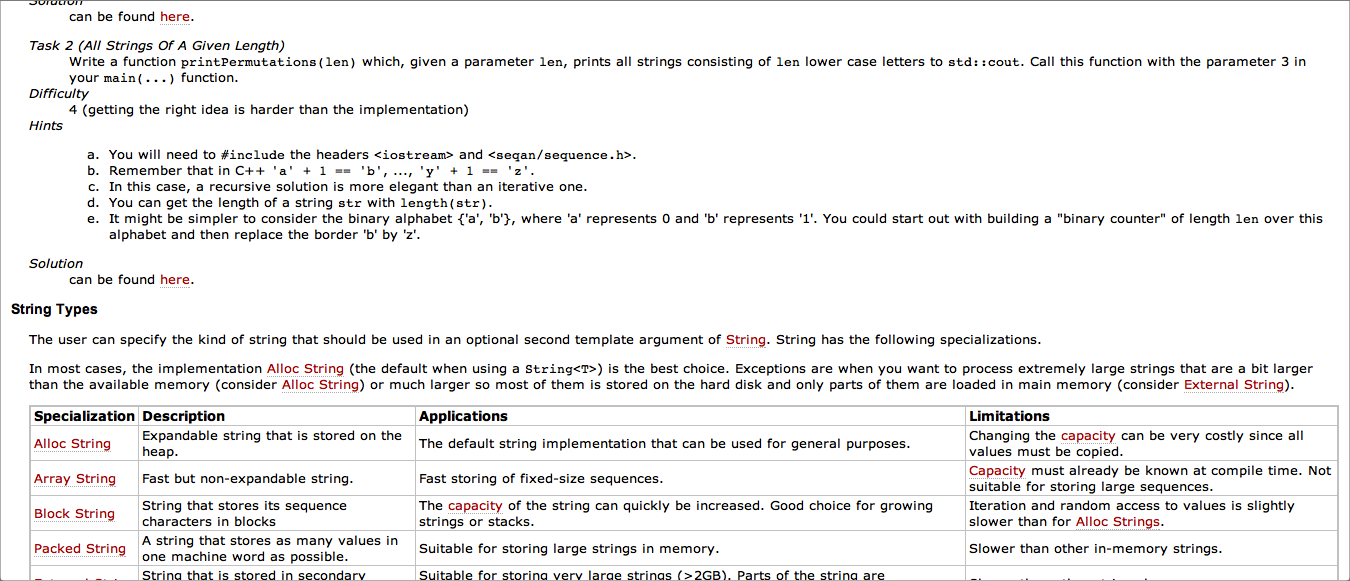 Solution
can be found here.
Task 2 (All Strings Of A Given Length)
Write a function printPermutations(len) which, given a parameter len, prints all strings consisting of len lower case letters to std::cout. Call this function with the parameter 3 in
your main(...) function.
Difficulty
4 (getting the right idea is harder than the implementation)
Hints
a. You will need to #include the headers <iostream> and <seqan/sequence.h>.
b. Remember that in C++ 'a' + 1 == 'b', ..., 'y' + 1 == 'z'.
c. In this case, a recursive solution is more elegant than an iterative one.
d. You can get the length of a string str with length(str).
e. It might be simpler to consider the binary alphabet {'a', 'b'}, where 'a' represents 0 and 'b' represents '1'. You could start out with building a "binary counter" of length len over this
alphabet and then replace the border 'b' by 'z'.
Solution
can be found here.
String Types
The user can specify the kind of string that should be used in an optional second template argument of String. String has the following specializations.
In most cases, the implementation Alloc String (the default when using a String<T>) is the best choice. Exceptions are when you want to process extremely large strings that are a bit larger
than the available memory (consider Alloc String) or much larger so most of them is stored on the hard disk and only parts of them are loaded in main memory (consider External String).
Specialization Description Applications Limitations
Alloc String
Expandable string that is stored on the
heap.
The default string implementation that can be used for general purposes.
Changing the capacity can be very costly since all
values must be copied.
Array String
Fast but non-expandable string.
Fast storing of fixed-size sequences.
Capacity must already be known at compile time. Not
suitable for storing large sequences.
Block String
String that stores its sequence
characters in blocks
The capacity of the string can quickly be increased. Good choice for growing
strings or stacks.
Iteration and random access to values is slightly
slower than for Alloc Strings.
Packed String
A string that stores as many values in
one machine word as possible.
Suitable for storing large strings in memory.
Slower than other in-memory strings.
String that is stored in secondary
Suitable for storing very large strings (>2GB). Parts of the string are